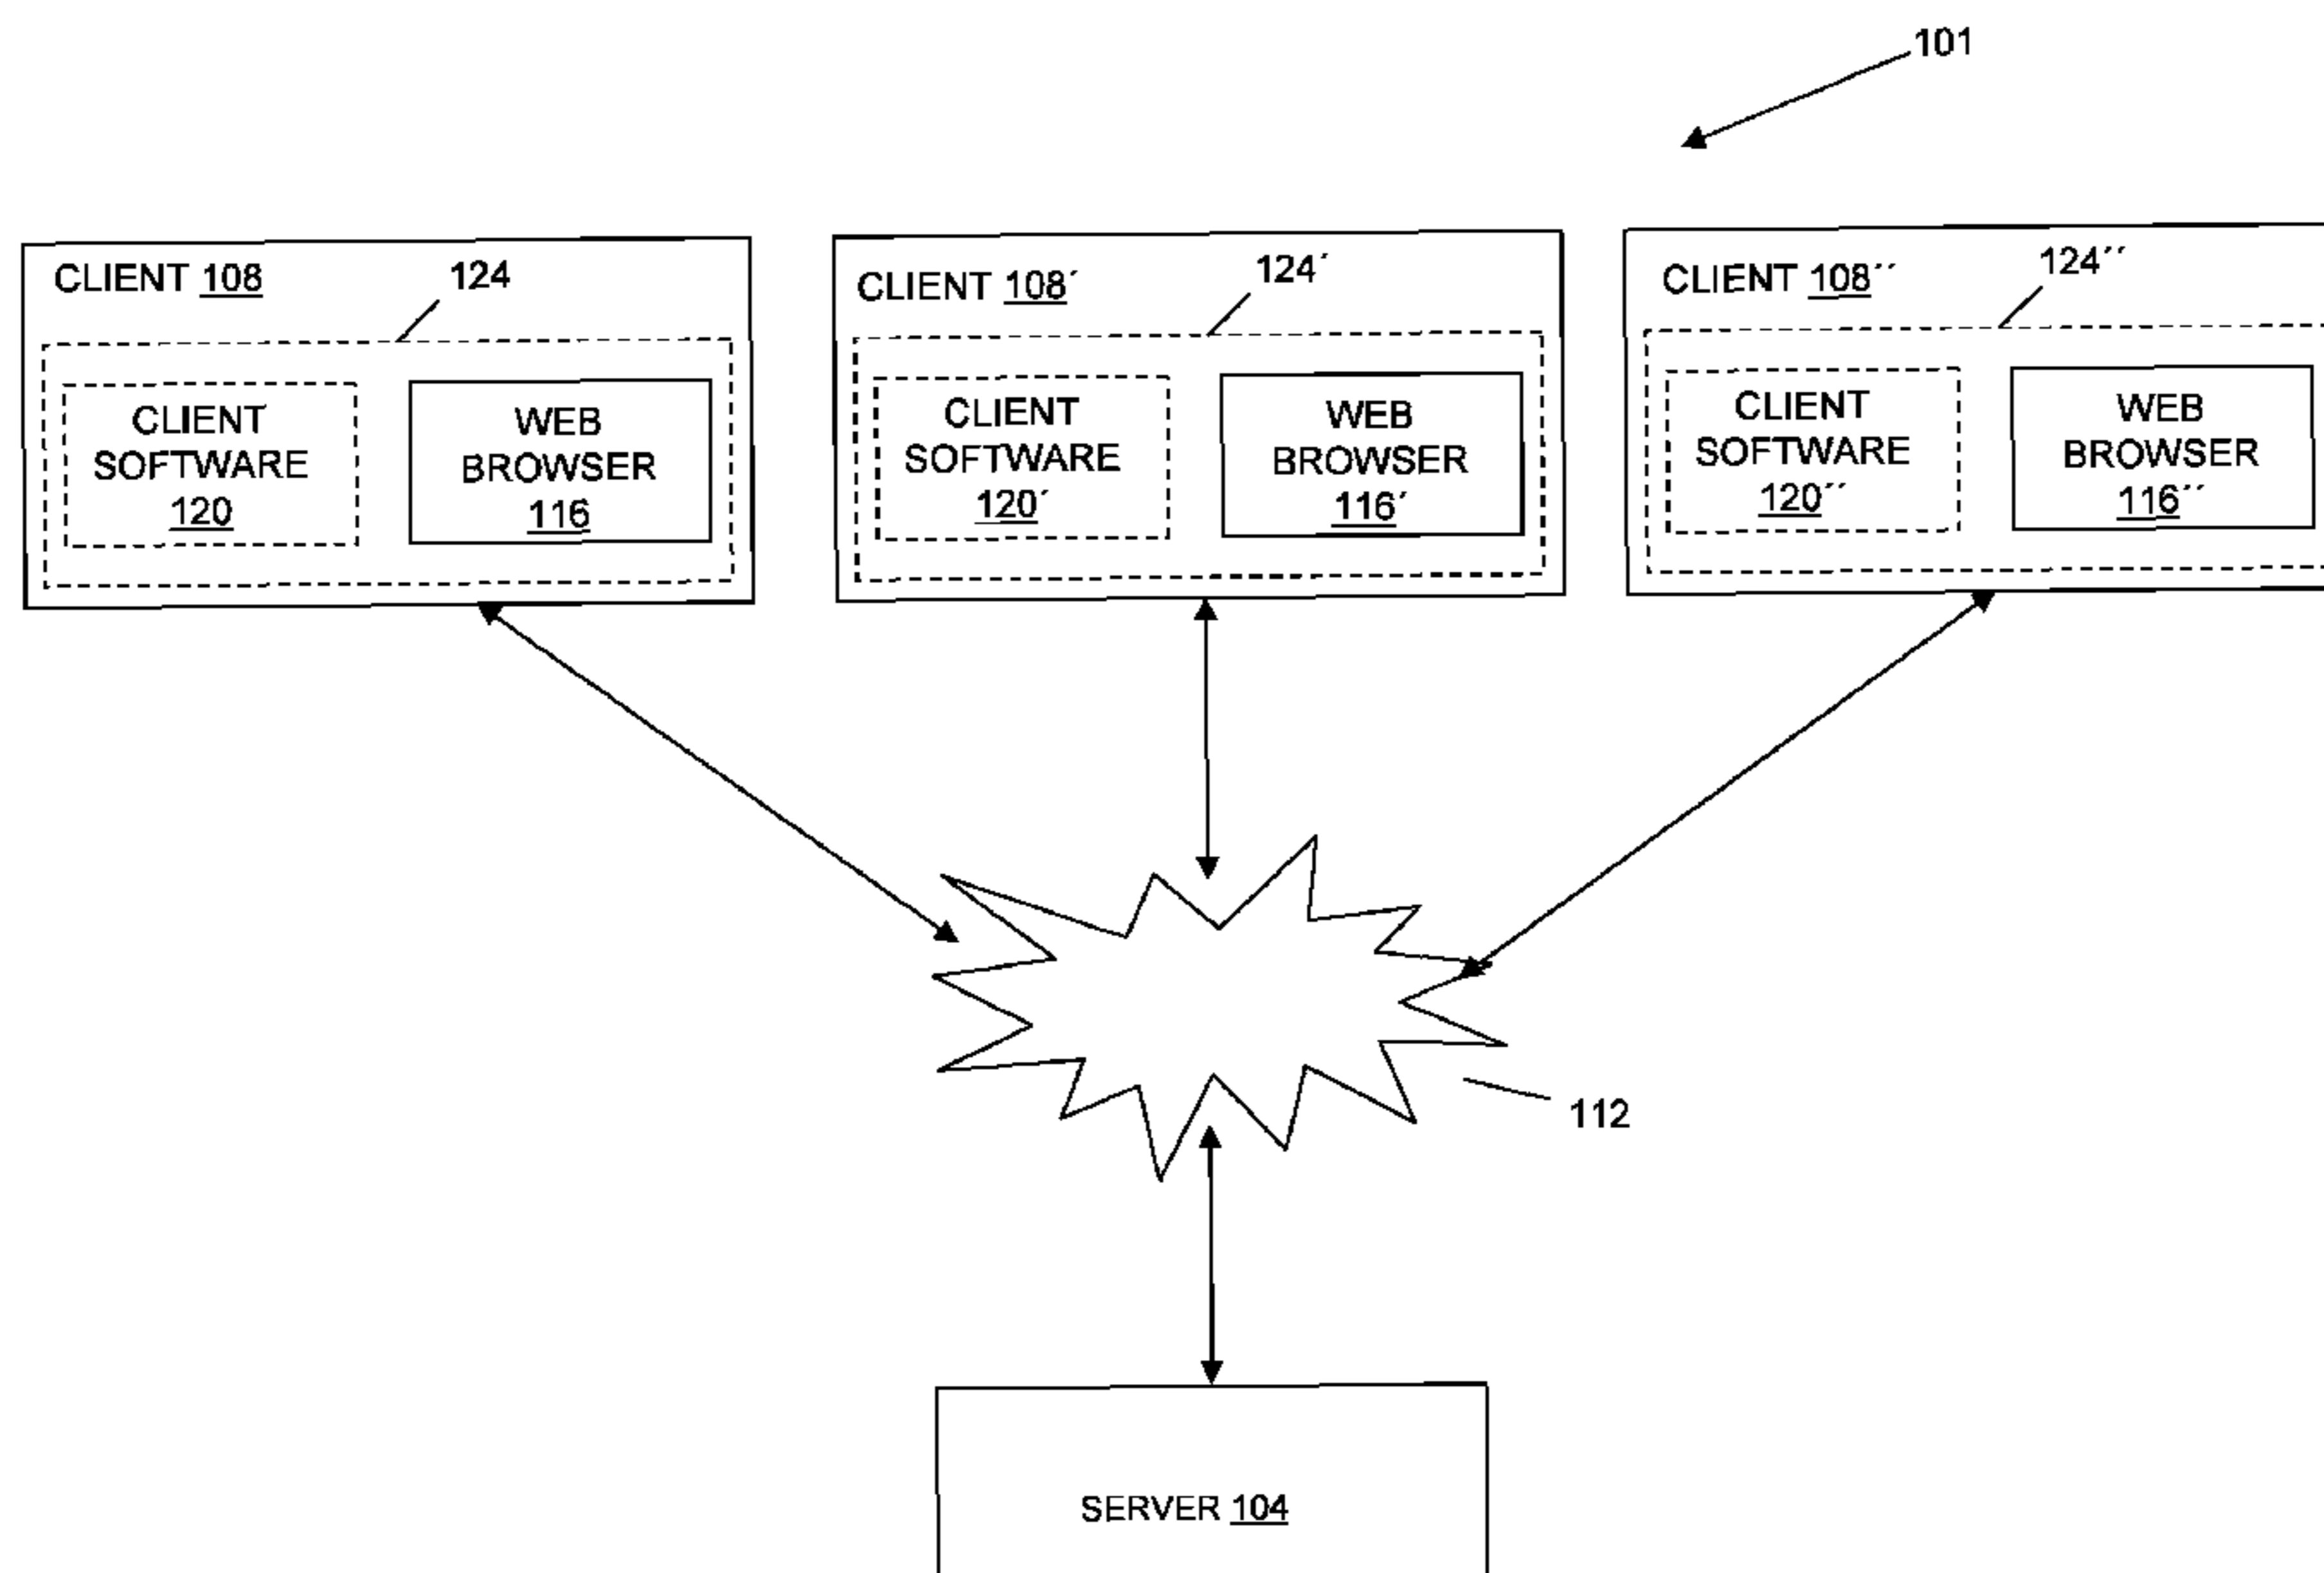 101
CLIENT 108
124
CLIENT
SOFTWARE
120
WEB
BROWSER
116
CLIENT 108´
124´
CLIENT
SOFTWARE
120´
WEB
BROWSER
116´
CLIENT 108´´
124´´
CLIENT
SOFTWARE
120´´
WEB
BROWSER
116´´
112
SERVER 104